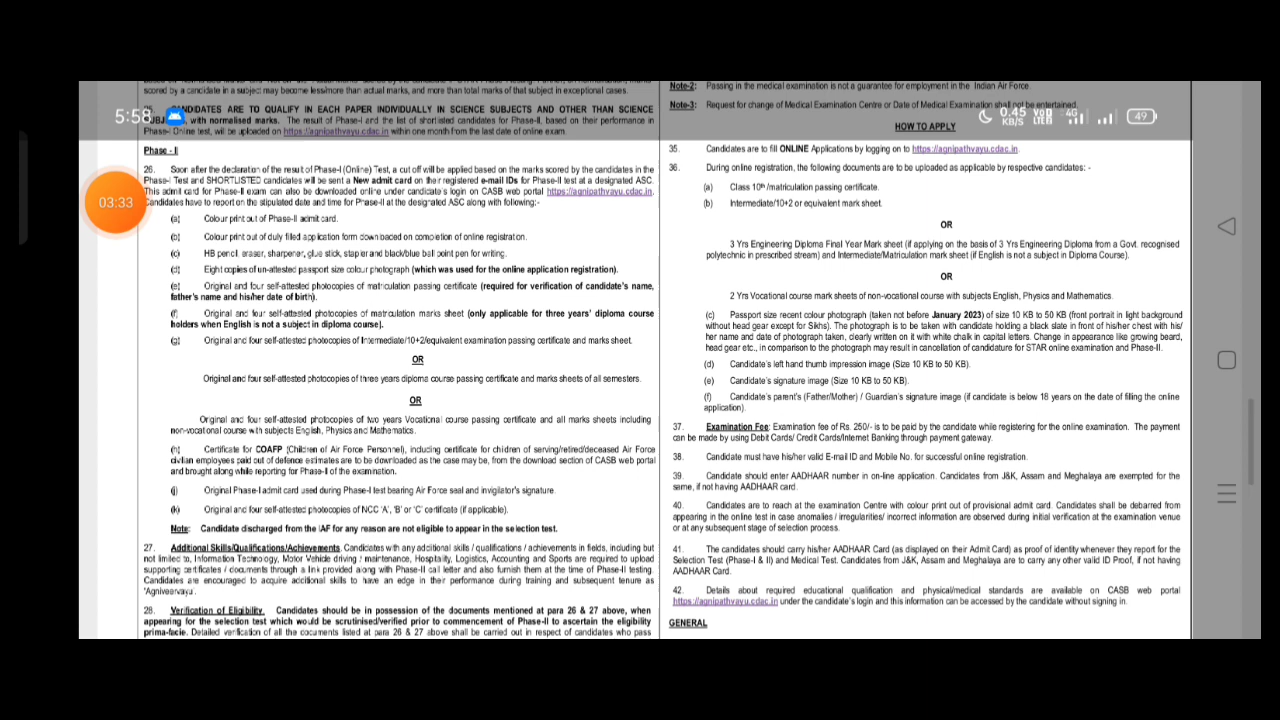 scored by a candidate in a subject may become less/more than actual marks, and more than total marks of that subject in exceptional cases.
CANDIDATES ARE TO QUALIFY IN EACH PAPER INDIVIDUALLY IN SCIENCE SUBJECTS AND OTHER THAN SCIENCE
with normalised marks. The result of Phase-I and the list of shortlisted candidates for Phase-II, based on their performance in
Phase-I Online test, will be uploaded on https://agnipathvayu.cdac.in within one month from the last date of online exam.
5:58
03:33
Phase - II
26. Soon after the declaration of the result of Phase-I (Online) Test, a cut off will be applied based on the marks scored by the candidates in the
Phase-I Test and SHORTLISTED candidates will be sent a New admit card on their registered e-mail IDs for Phase-II test at a designated ASC.
This admit card for Phase-II exam can also be downloaded online under candidate's login on CASB web portal https://agnipathvayu.cdac.in.
Candidates have to report on the stipulated date and time for Phase-II at the designated ASC along with following:-
(a) Colour print out of Phase-II admit card.
(b) Colour print out of duly filled application form downloaded on completion of online registration.
(c) HB pencil, eraser, sharpener, glue stick, stapler and black/blue ball point pen for writing.
(d) Eight copies of un-attested passport size colour photograph (which was used for the online application registration).
(e) Original and four self-attested photocopies of matriculation passing certificate (required for verification of candidate's name,
father's name and his/her date of birth).
(f) Original and four self-attested photocopies of matriculation marks sheet (only applicable for three years' diploma course
holders when English is not a subject in diploma course).
(g) Original and four self-attested photocopies of Intermediate/10+2/equivalent examination passing certificate and marks sheet.
OR
Original and four self-attested photocopies of three years diploma course passing certificate and marks sheets of all semesters.
OR
Original and four self-attested photocopies of two years Vocational course passing certificate and all marks sheets including
non-vocational course with subjects English, Physics and Mathematics.
(h) Certificate for COAFP (Children of Air Force Personnel), including certificate for children of serving/retired/deceased Air Force
civilian employees paid out of defence estimates are to be downloaded as the case may be, from the download section of CASB web portal
and brought along while reporting for Phase-II of the examination.
(j) Original Phase-I admit card used during Phase-I test bearing Air Force seal and invigilator's signature.
(k) Original and four self-attested photocopies of NCC 'A', 'B' or 'C' certificate (if applicable).
Note: Candidate discharged from the IAF for any reason are not eligible to appear in the selection test.
27. Additional Skills/Qualifications/Achievements. Candidates with any additional skills / qualifications / achievements in fields, including but
not limited to, Information Technology, Motor Vehicle driving / maintenance, Hospitality, Logistics, Accounting and Sports are required to upload
supporting certificates / documents through a link provided along with Phase-II call letter and also furnish them at the time of Phase-II testing.
Candidates are encouraged to acquire additional skills to have an edge in their performance during training and subsequent tenure as
'Agniveervayu'.
28. Verification of Eligibility. Candidates should be in possession of the documents mentioned at para 26 & 27 above, when
appearing for the selection test which would be scrutinised/verified prior to commencement of Phase-II to ascertain the eligibility
prima-facie. Detailed verification of all the documents listed at para 26 & 27 above shall be carried out in respect of candidates who pass
Note-2: Passing in the medical examination is not a guarantee for employment in the Indian Air Force.
Note-3: Request for change of Medical Examination Centre or Date of Medical Examination shall not be entertained.
0.45 KB/S VoD LTE 4G 49
HOW TO APPLY
35. Candidates are to fill ONLINE Applications by logging on to https://agnipathvayu.cdac.in.
36. During online registration, the following documents are to be uploaded as applicable by respective candidates: -
(a) Class 10th /matriculation passing certificate.
(b) Intermediate/10+2 or equivalent mark sheet.
OR
3 Yrs Engineering Diploma Final Year Mark sheet (if applying on the basis of 3 Yrs Engineering Diploma from a Govt. recognised
polytechnic in prescribed stream) and Intermediate/Matriculation mark sheet (if English is not a subject in Diploma Course).
OR
2 Yrs Vocational course mark sheets of non-vocational course with subjects English, Physics and Mathematics.
(c) Passport size recent colour photograph (taken not before January 2023) of size 10 KB to 50 KB (front portrait in light background
without head gear except for Sikhs). The photograph is to be taken with candidate holding a black slate in front of his/her chest with his/
her name and date of photograph taken, clearly written on it with white chalk in capital letters. Change in appearance like growing beard,
head gear etc., in comparison to the photograph may result in cancellation of candidature for STAR online examination and Phase-II.
(d) Candidate's left hand thumb impression image (Size 10 KB to 50 KB).
(e) Candidate's signature image (Size 10 KB to 50 KB).
(f) Candidate's parent's (Father/Mother) / Guardian's signature image (if candidate is below 18 years on the date of filling the online
application).
37. Examination Fee: Examination fee of Rs. 250/- is to be paid by the candidate while registering for the online examination. The payment
can be made by using Debit Cards/ Credit Cards/Internet Banking through payment gateway.
38. Candidate must have his/her valid E-mail ID and Mobile No. for successful online registration.
39. Candidate should enter AADHAAR number in on-line application. Candidates from J&K, Assam and Meghalaya are exempted for the
same, if not having AADHAAR card.
40. Candidates are to reach at the examination Centre with colour print out of provisional admit card. Candidates shall be debarred from
appearing in the online test in case anomalies / irregularities/ incorrect information are observed during initial verification at the examination venue
or at any subsequent stage of selection process.
41. The candidates should carry his/her AADHAAR Card (as displayed on their Admit Card) as proof of identity whenever they report for the
Selection Test (Phase-I & II) and Medical Test. Candidates from J&K, Assam and Meghalaya are to carry any other valid ID Proof, if not having
AADHAAR Card.
42. Details about required educational qualification and physical/medical standards are available on CASB web portal
https://agnipathvayu.cdac.in under the candidate's login and this information can be accessed by the candidate without signing in.
GENERAL